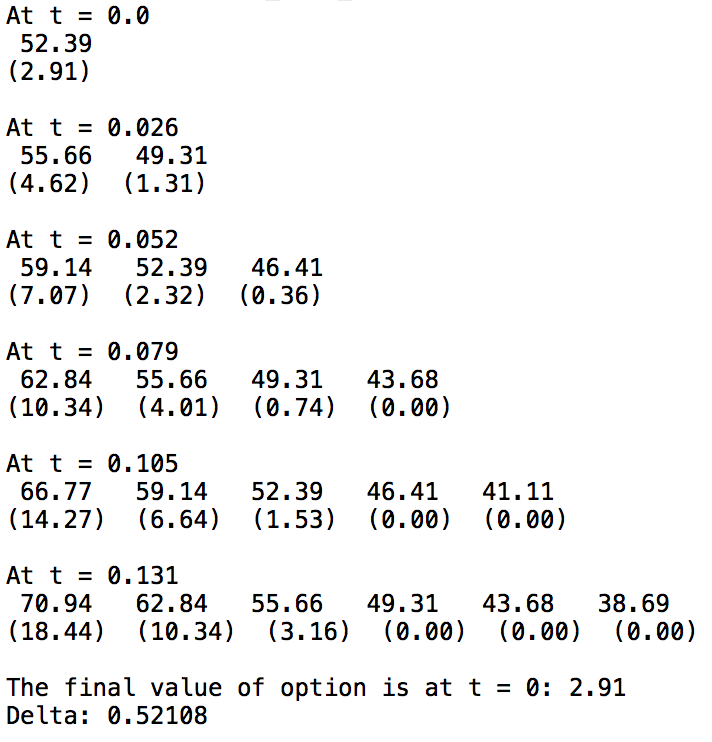 At t = 0.0
52.39
(2.91)
At t = 0.026
55.66 49.31
(4.62) (1.31)
At t = 0.052
59.14 52.39 46.41
(7.07) (2.32) (0.36)
At t = 0.079
62.84 55.66 49.31 43.68
(10.34) (4.01) (0.74) (0.00)
At t = 0.105
66.77 59.14 52.39 46.41 41.11
(14.27) (6.64) (1.53) (0.00) (0.00)
At t = 0.131
70.94 62.84 55.66 49.31 43.68 38.69
(18.44) (10.34) (3.16) (0.00) (0.00) (0.00)
The final value of option is at t = 0: 2.91
Delta: 0.52108